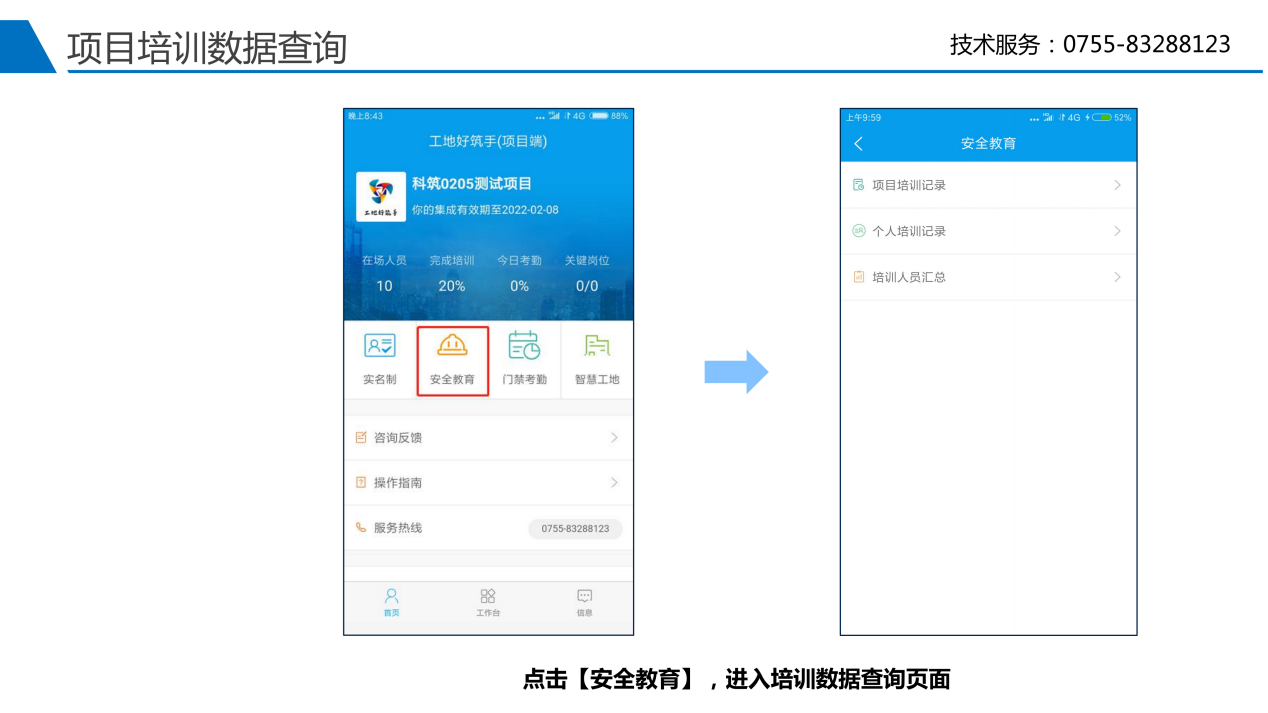 项目培训数据查询
技术服务：0755-83288123
晚上8:43
... 4G 88%
工地好筑手(项目端)
科筑0205测试项目
工地好筑手
你的集成有效期至2022-02-08
在场人员 完成培训 今日考勤 关键岗位
10 20% 0% 0/0
实名制 安全教育 门禁考勤 智慧工地
咨询反馈
操作指南
服务热线 0755-83288123
首页 工作台 信息
上午9:59
... 4G 52%
安全教育
项目培训记录
个人培训记录
培训人员汇总
点击【安全教育】，进入培训数据查询页面